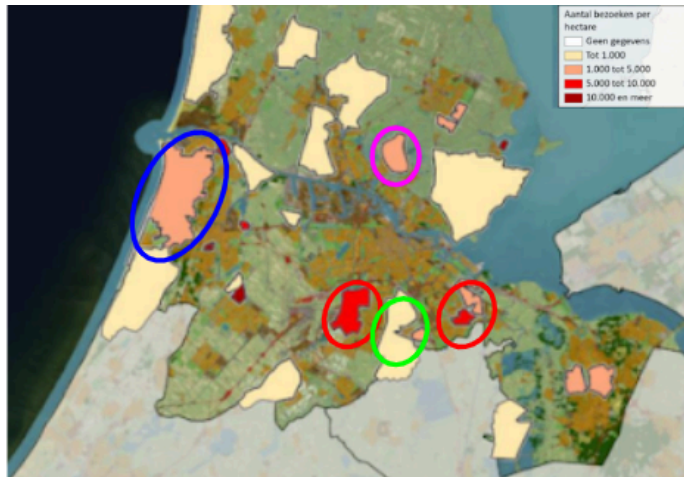 Aantal bezoeken per
hectare
Geen gegevens
Tot 1.000
1.000 tot 5.000
5.000 tot 10.000
10.000 en meer